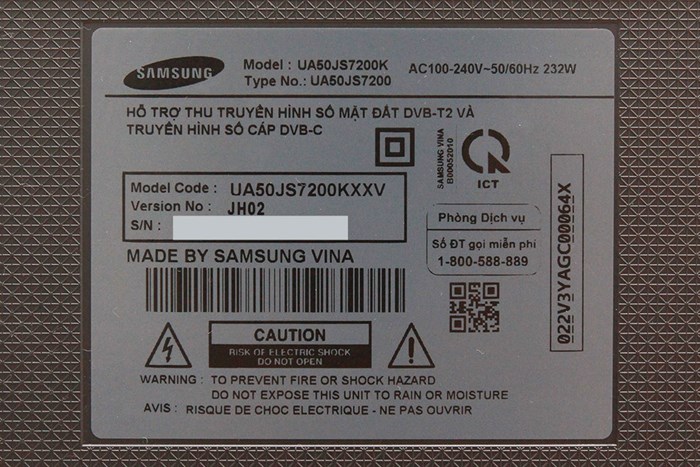 SAMSUNG
Model : UA50JS7200K
Type No.: UA50JS7200
AC100-240V~50/60Hz 232W
HỖ TRỢ THU TRUYỀN HÌNH SỐ MẶT ĐẤT DVB-T2 VÀ
TRUYỀN HÌNH SỐ CÁP DVB-C
SAMSUNG VINA
B00052010
ICT
Model Code : UA50JS7200KXXV
Version No : JH02
S/N :
MADE BY SAMSUNG VINA
Phòng Dịch vụ
Số ĐT gọi miễn phí
1-800-588-889
022V3YAGC00064X
CAUTION
RISK OF ELECTRIC SHOCK
DO NOT OPEN
WARNING : TO PREVENT FIRE OR SHOCK HAZARD
DO NOT EXPOSE THIS UNIT TO RAIN OR MOISTURE
AVIS : RISQUE DE CHOC ELECTRIQUE - NE PAS OUVRIR